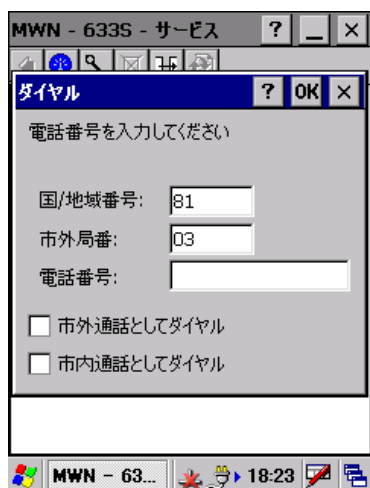 MWN - 633S - サービス ? _ ×
ダイヤル ? OK ×
電話番号を入力してください
国/地域番号: 81
市外局番: 03
電話番号:
市外通話としてダイヤル
市内通話としてダイヤル
MWN - 63... 18:23